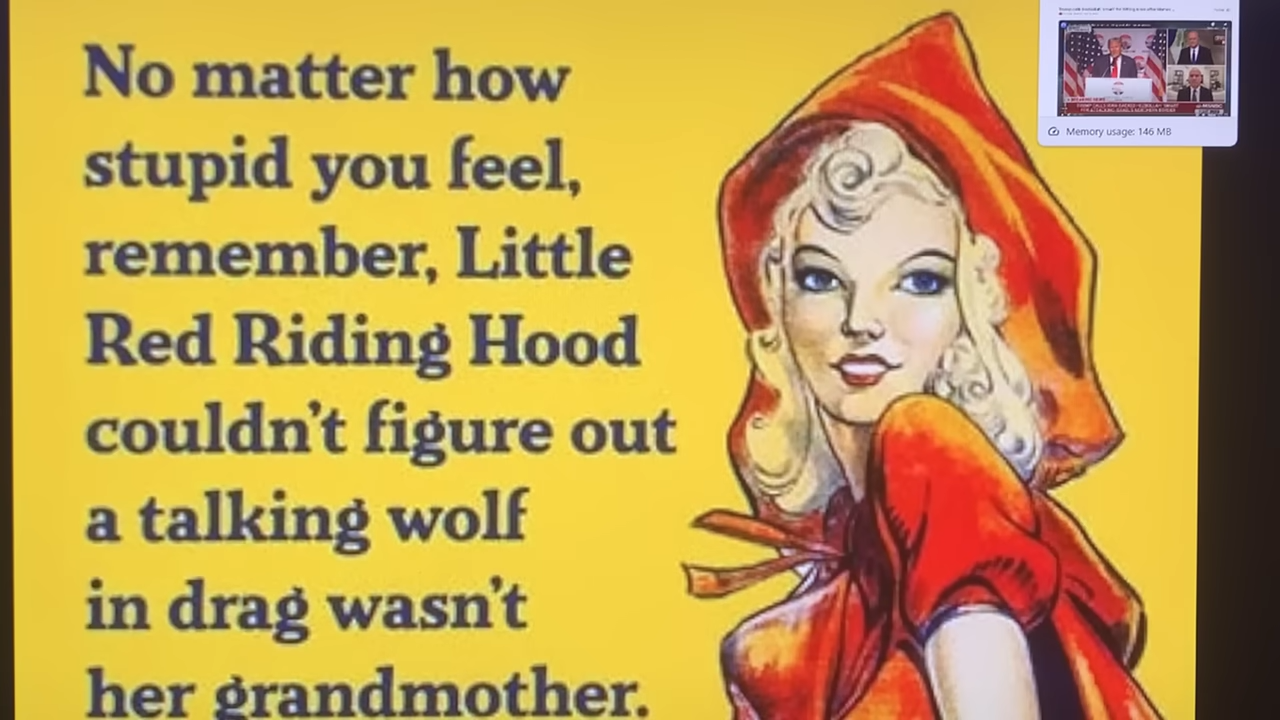 No matter how
stupid you feel,
remember, Little
Red Riding Hood
couldn't figure out
a talking wolf
in drag wasn't
her grandmother.
Memory usage: 146 MB